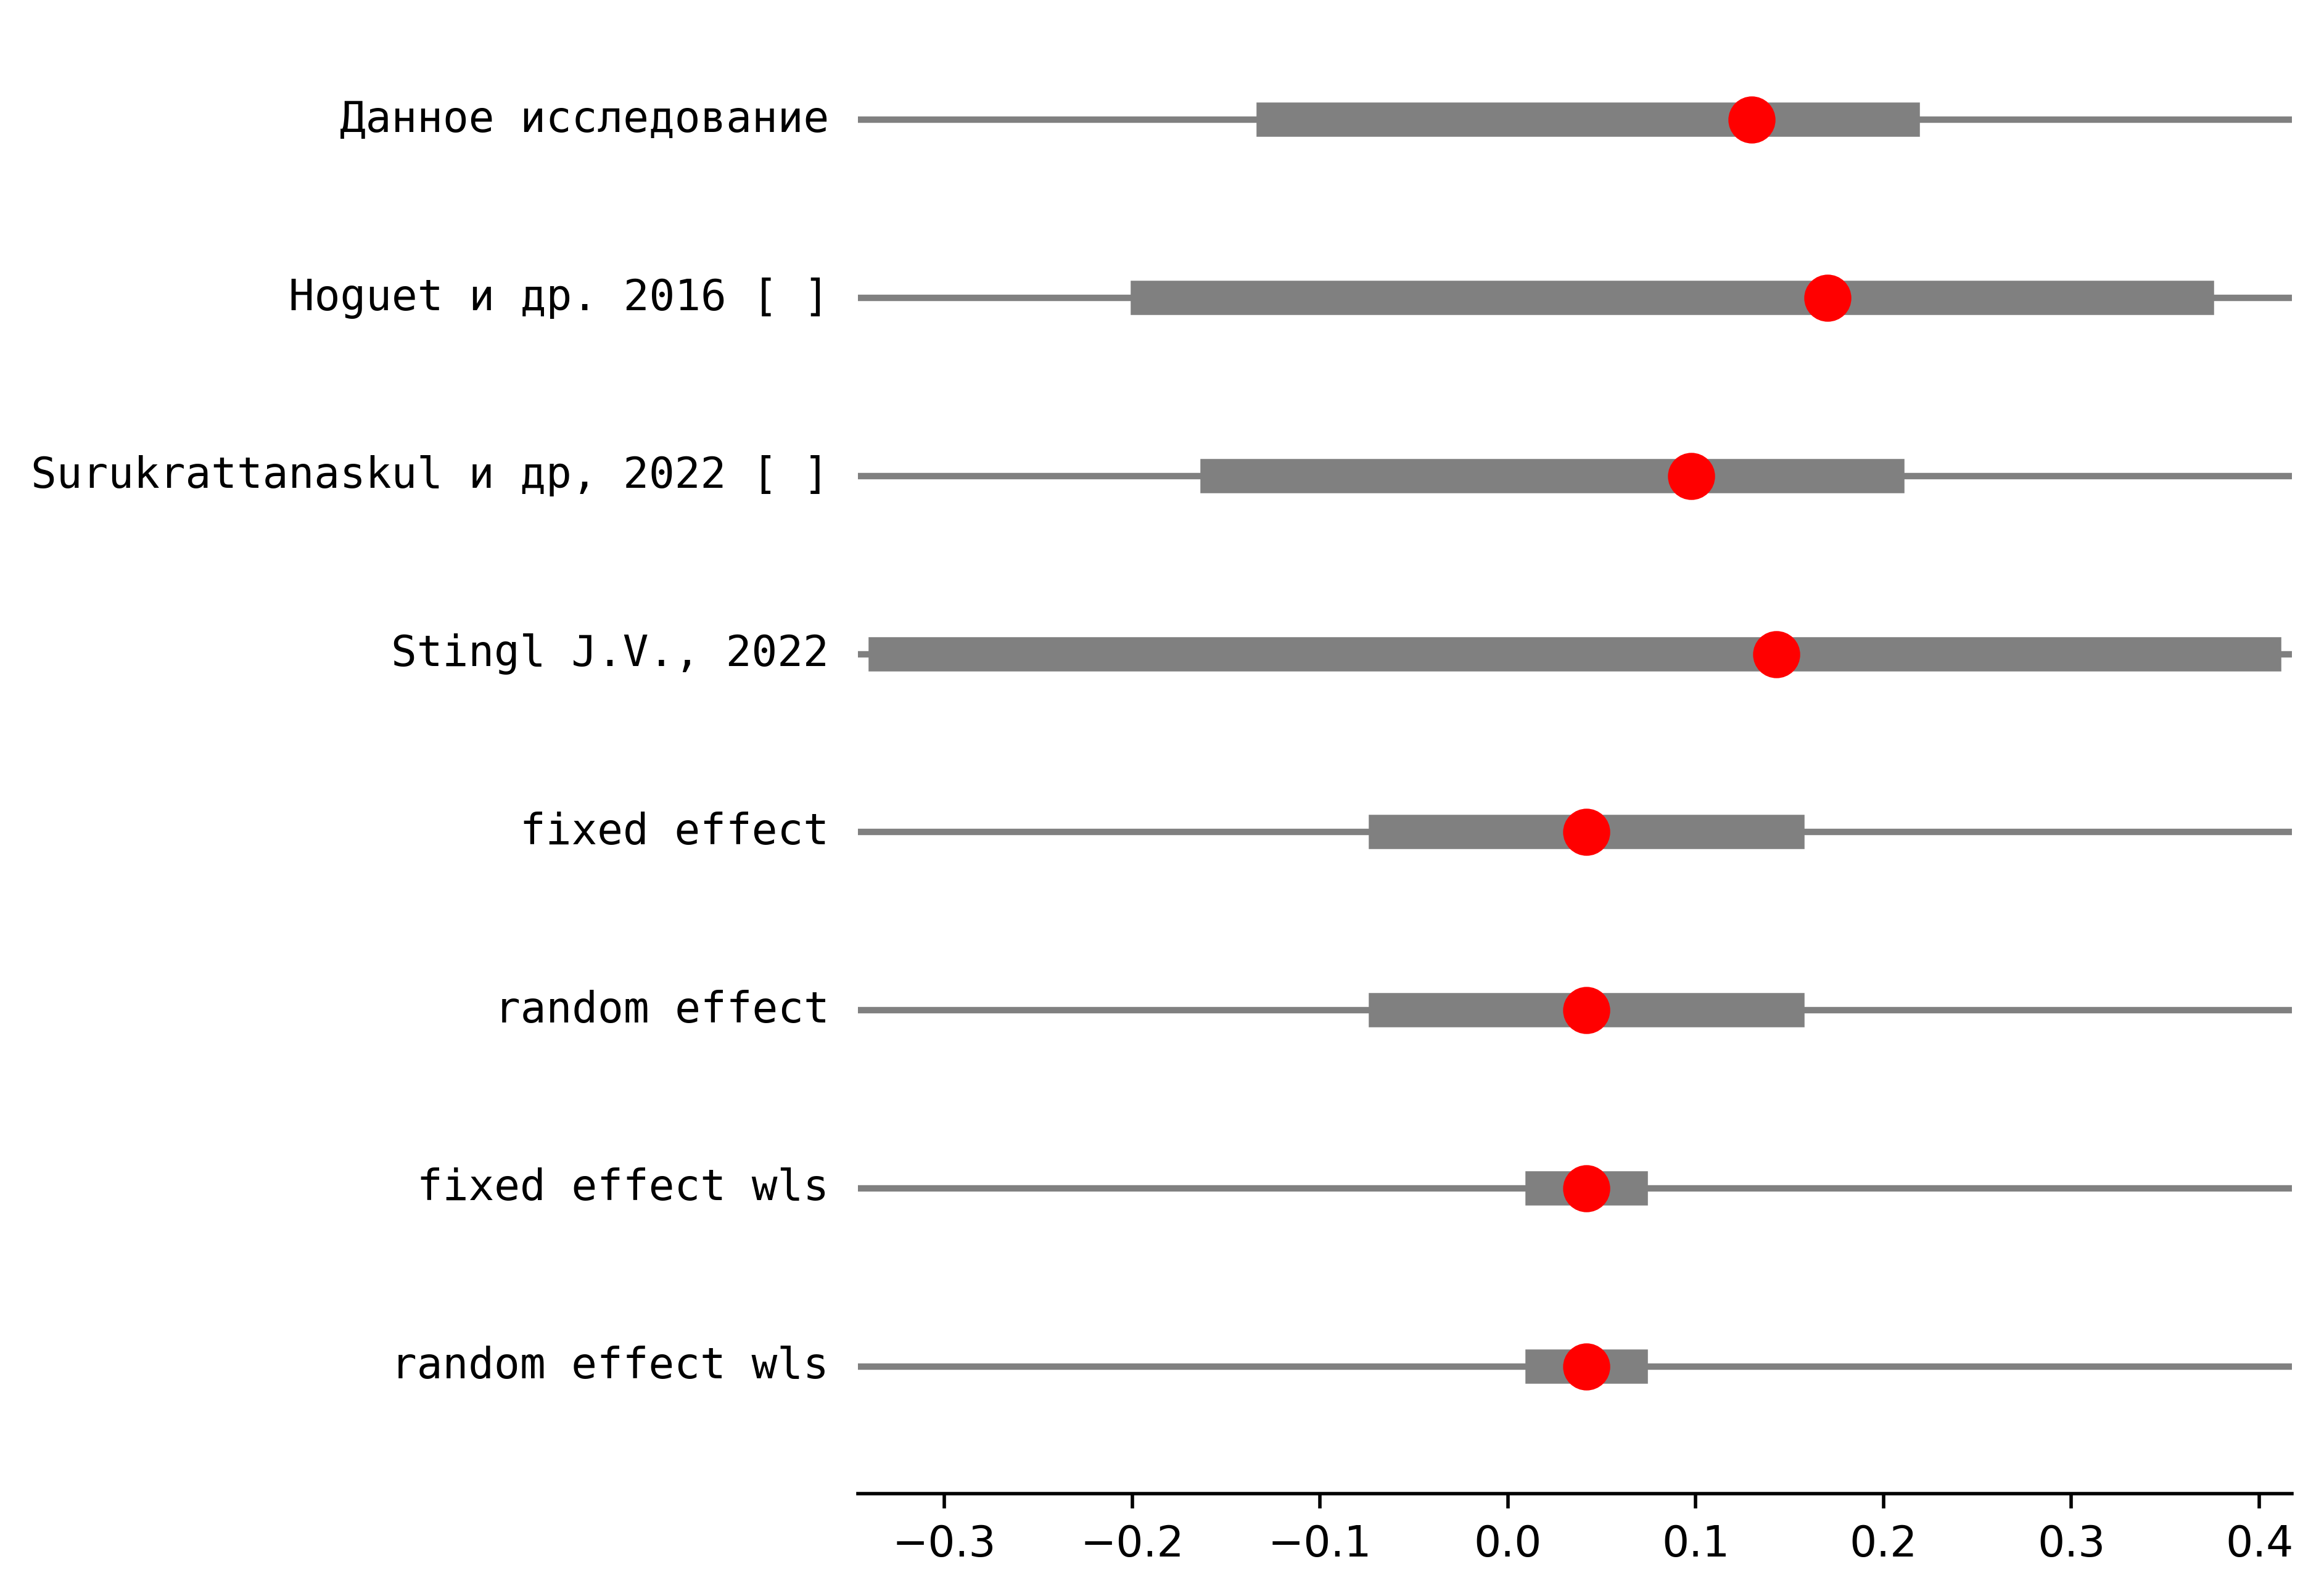 Данное исследование
Hoguet и др. 2016 [ ]
Surukrattanaskul и др, 2022 [ ]
Stingl J.V., 2022
fixed effect
random effect
fixed effect wls
random effect wls
−0.3 −0.2 −0.1 0.0 0.1 0.2 0.3 0.4